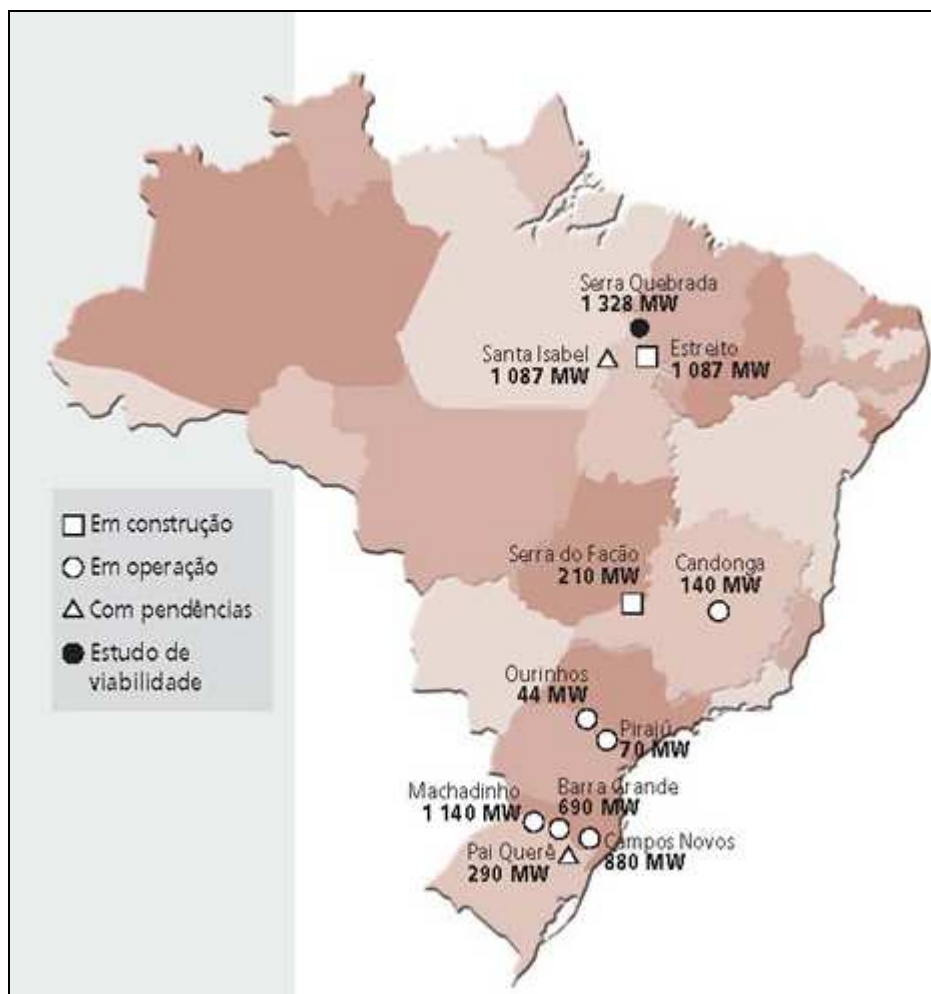 Serra Quebrada
1 328 MW
Santa Isabel
1 087 MW
Estreito
1 087 MW
Em construção
Em operação
Com pendências
Estudo de
viabilidade
Serra do Facão
210 MW
Candonga
140 MW
Ourinhos
44 MW
Pirajú
70 MW
Machadinho
1 140 MW
Barra Grande
690 MW
Campos Novos
880 MW
Pai Querê
290 MW